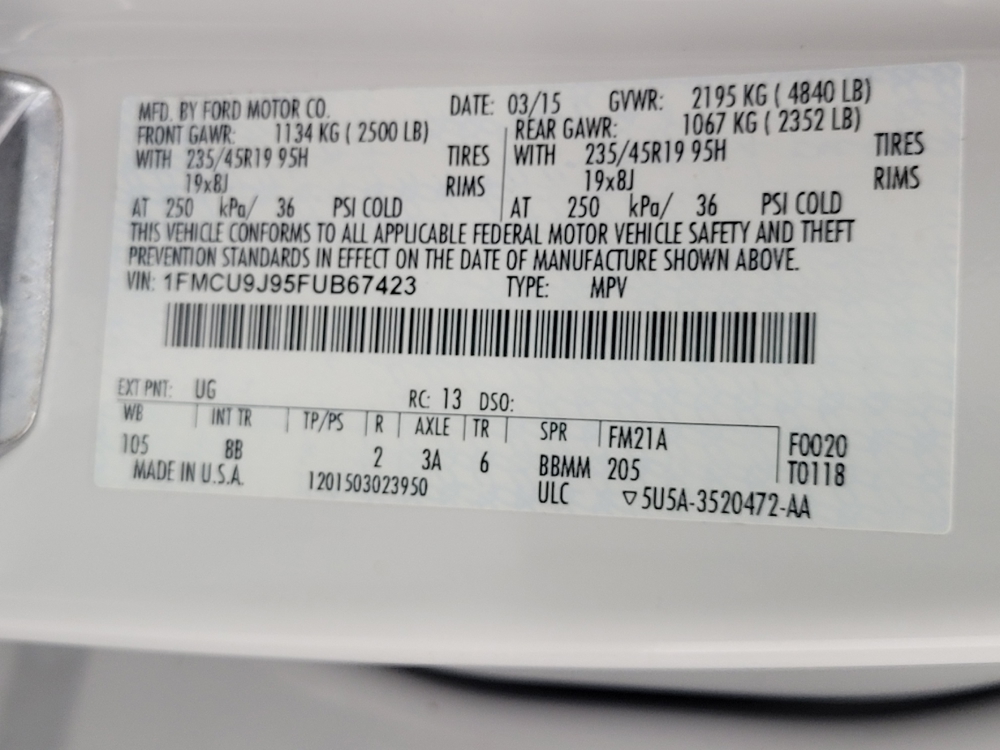 MFD. BY FORD MOTOR CO. DATE: 03/15 GVWR: 2195 KG ( 4840 LB)
FRONT GAWR: 1134 KG ( 2500 LB) REAR GAWR: 1067 KG ( 2352 LB)
WITH 235/45R19 95H TIRES WITH 235/45R19 95H TIRES
19x8J RIMS 19x8J RIMS
AT 250 kPa/ 36 PSI COLD AT 250 kPa/ 36 PSI COLD
THIS VEHICLE CONFORMS TO ALL APPLICABLE FEDERAL MOTOR VEHICLE SAFETY AND THEFT
PREVENTION STANDARDS IN EFFECT ON THE DATE OF MANUFACTURE SHOWN ABOVE.
VIN: 1FMCU9J95FUB67423 TYPE: MPV
EXT PNT: UG RC: 13 DSO:
WB INT TR TP/PS R AXLE TR SPR FM21A F0020
105 8B 2 3A 6 BBMM 205 T0118
MADE IN U.S.A. 1201503023950 ULC ▽5U5A-3520472-AA